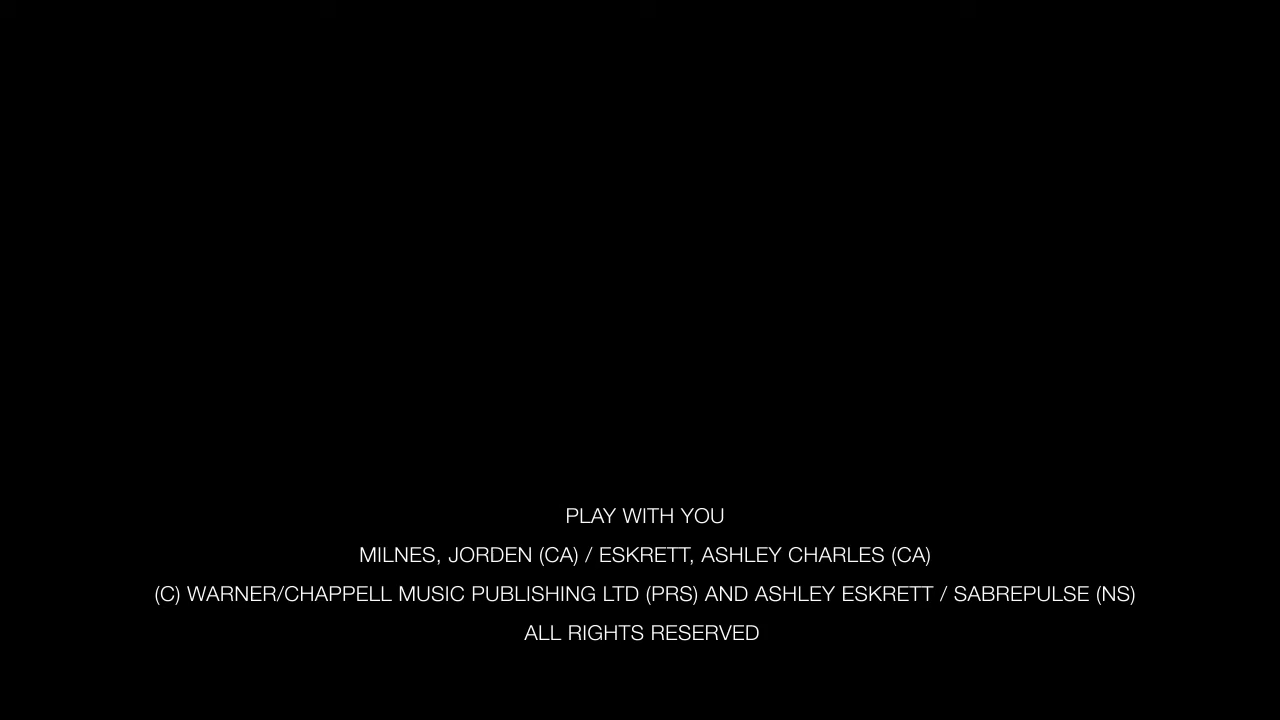 PLAY WITH YOU
MILNES, JORDEN (CA) / ESKRETT, ASHLEY CHARLES (CA)
(C) WARNER/CHAPPELL MUSIC PUBLISHING LTD (PRS) AND ASHLEY ESKRETT / SABREPULSE (NS)
ALL RIGHTS RESERVED